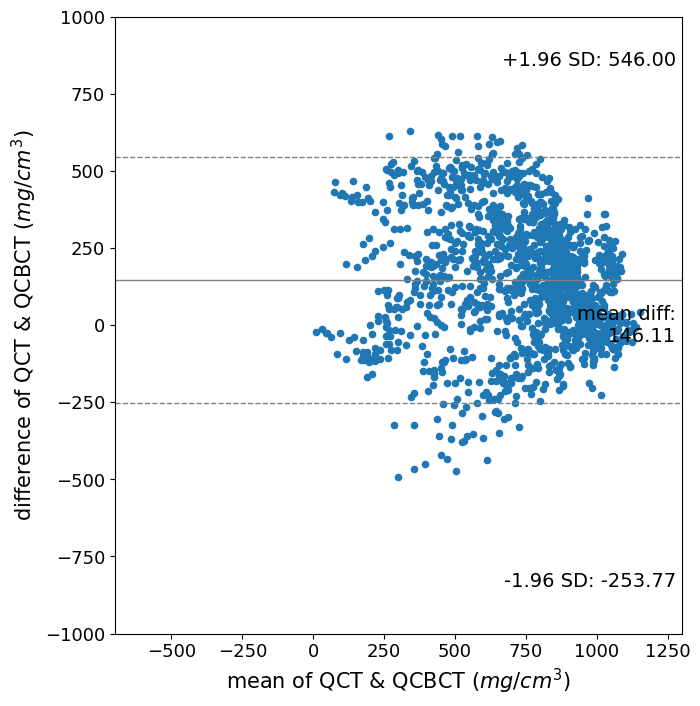 1000
+1.96 SD: 546.00
750
500
250
mean diff:
0
146.11
−250
−500
−750
-1.96 SD: -253.77
−1000
difference of QCT & QCBCT (mg/cm³)
−500 −250 0 250 500 750 1000 1250
mean of QCT & QCBCT (mg/cm³)